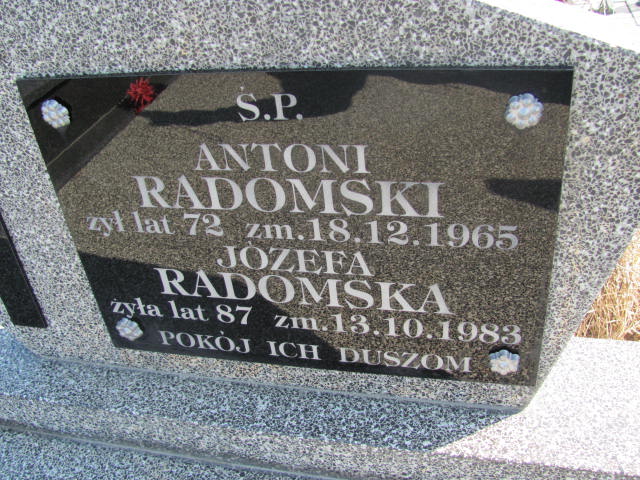 Ś.P.
ANTONI
RADOMSKI
żył lat 72 zm.18.12.1965
JÓZEFA
RADOMSKA
żyła lat 87 zm.13.10.1983
POKÓJ ICH DUSZOM